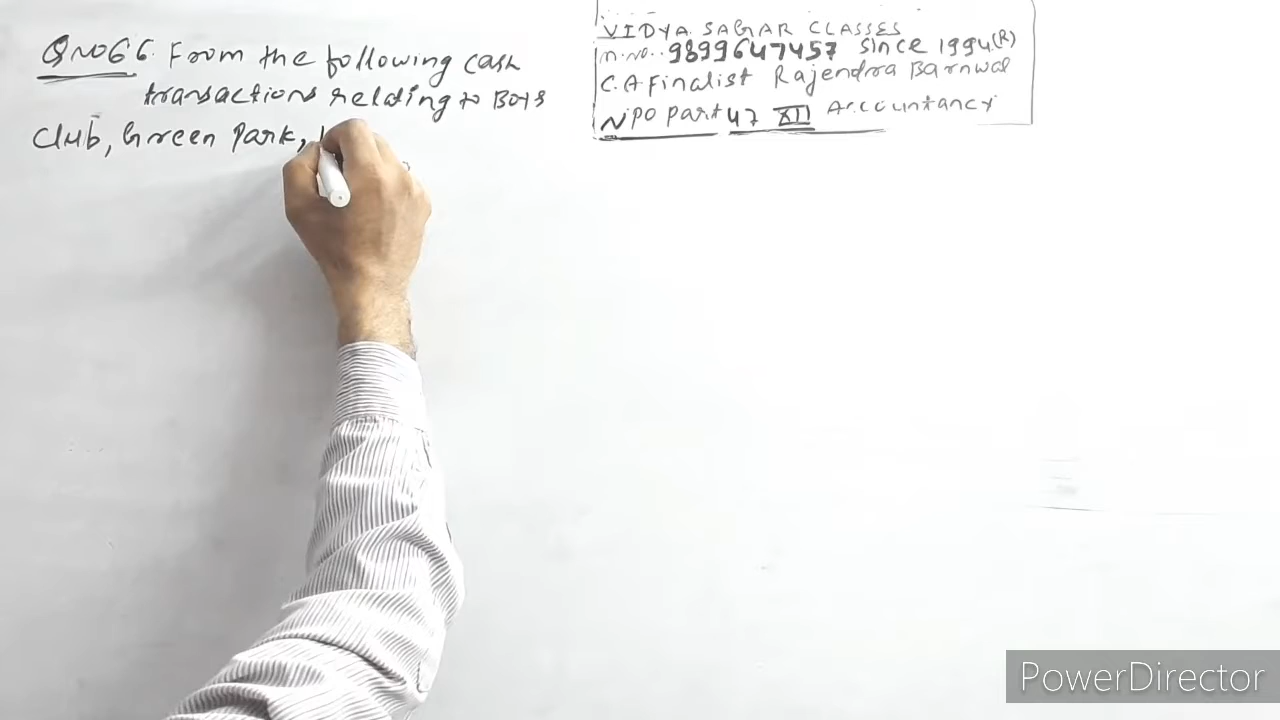 Q NO 66. From the following cash
transactions relating to Boys
Club, Green Park,
VIDYA SAGAR CLASSES
M.NO.. 9899647457 since 1994(R)
C.A Finalist Rajendra Barnwal
NPO part 47 XII Accountancy
PowerDirector